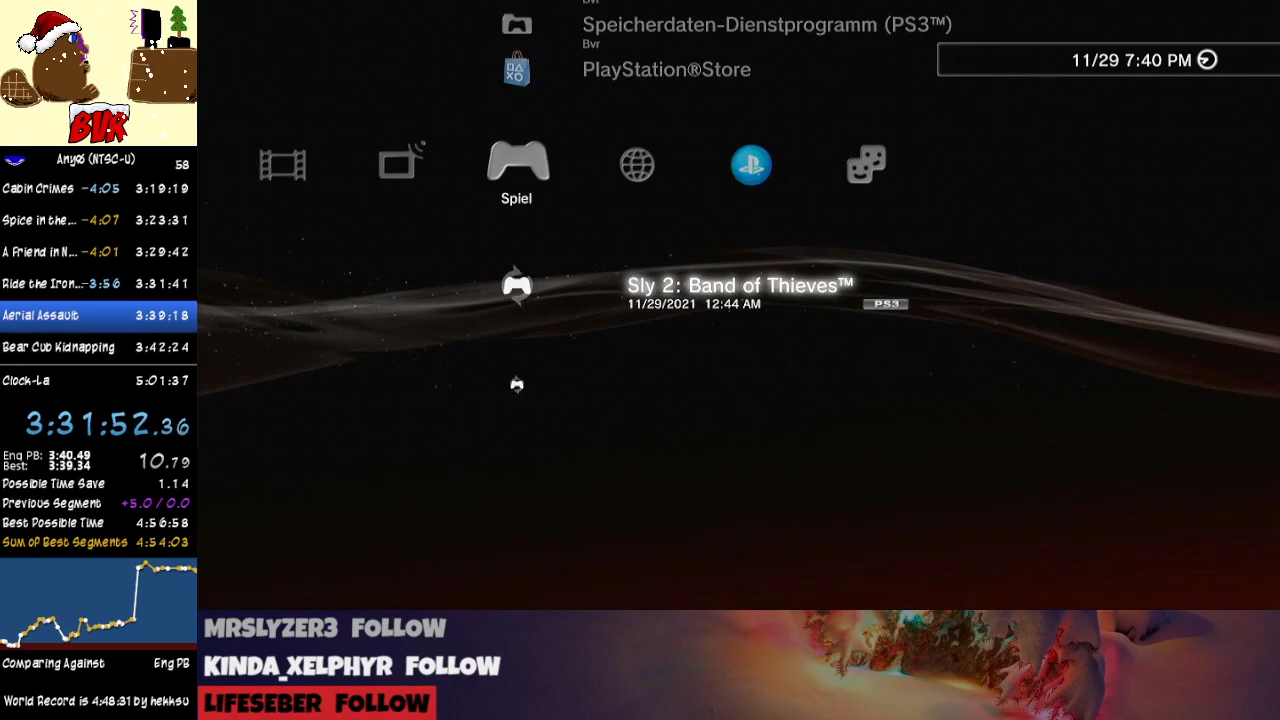 Bvr
Speicherdaten-Dienstprogramm (PS3™)
Bvr
PlayStation®Store
11/29 7:40 PM
Spiel
Sly 2: Band of Thieves™
11/29/2021 12:44 AM
PS3
BVR
Any% (NTSC-U) 58
Cabin Crimes -4:05 3:19:19
Spice in the... -4:07 3:23:31
A Friend in N... -4:01 3:29:42
Ride the Iron... -3:56 3:31:41
Aerial Assault 3:39:18
Bear Cub Kidnapping 3:42:24
Clock-La 5:01:37
3:31:52.36
Eng PB: 3:40.49
Best: 3:39.34
10.79
Possible Time Save 1.14
Previous Segment +5.0 / 0.0
Best Possible Time 4:56:58
Sum of Best Segments 4:54:03
Comparing Against Eng PB
World Record is 4:48:31 by hekksu
MRSLYZER3 FOLLOW
KINDA_XELPHYR FOLLOW
LIFESEBER FOLLOW